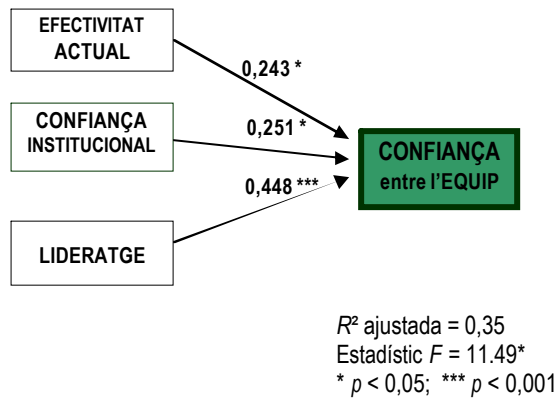 EFECTIVITAT
ACTUAL
0,243 *
CONFIANÇA
INSTITUCIONAL
0,251 *
CONFIANÇA
entre l'EQUIP
0,448 ***
LIDERATGE
R² ajustada = 0,35
Estadístic F = 11.49*
* p < 0,05; *** p < 0,001